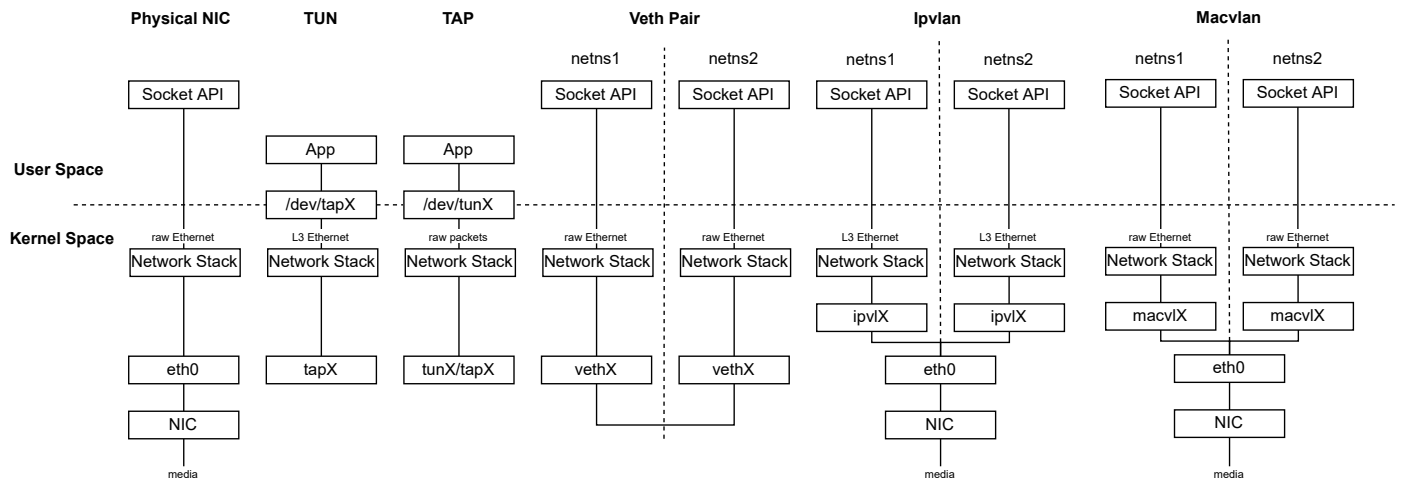 Physical NIC TUN TAP Veth Pair Ipvlan Macvlan
netns1 netns2 netns1 netns2 netns1 netns2
Socket API Socket API Socket API Socket API Socket API Socket API Socket API
App App
User Space
/dev/tapX /dev/tunX
Kernel Space raw Ethernet L3 Ethernet raw packets raw Ethernet raw Ethernet L3 Ethernet L3 Ethernet raw Ethernet raw Ethernet
Network Stack Network Stack Network Stack Network Stack Network Stack Network Stack Network Stack Network Stack Network Stack
ipvlX ipvlX macvlX macvlX
eth0 tapX tunX/tapX vethX vethX eth0 eth0
NIC NIC NIC
media media media